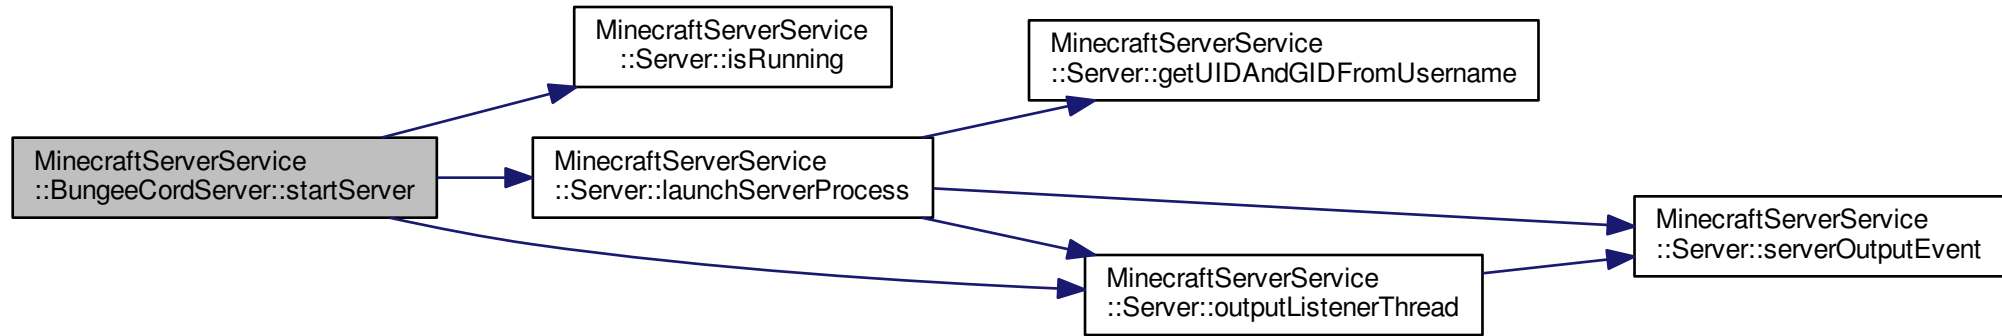 MinecraftServerService
::Server::isRunning
MinecraftServerService
::Server::getUIDAndGIDFromUsername
MinecraftServerService
::BungeeCordServer::startServer
MinecraftServerService
::Server::launchServerProcess
MinecraftServerService
::Server::serverOutputEvent
MinecraftServerService
::Server::outputListenerThread